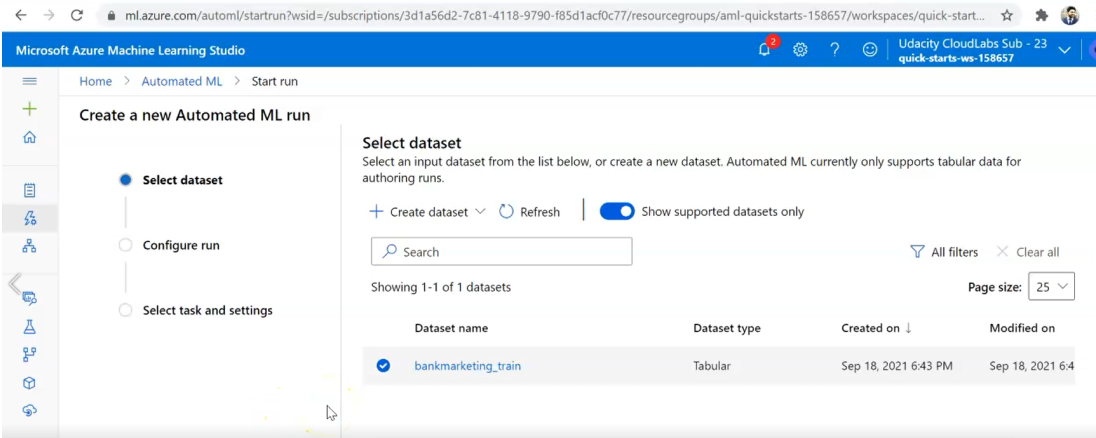 ml.azure.com/automl/startrun?wsid=/subscriptions/3d1a56d2-7c81-4118-9790-f85d1acf0c77/resourcegroups/aml-quickstarts-158657/workspaces/quick-start...
Microsoft Azure Machine Learning Studio
2
Udacity CloudLabs Sub - 23
quick-starts-ws-158657
Home > Automated ML > Start run
Create a new Automated ML run
Select dataset
Configure run
Select task and settings
Select dataset
Select an input dataset from the list below, or create a new dataset. Automated ML currently only supports tabular data for
authoring runs.
+ Create dataset Refresh Show supported datasets only
Search
All filters Clear all
Showing 1-1 of 1 datasets
Page size: 25
Dataset name Dataset type Created on ↓ Modified on
bankmarketing_train Tabular Sep 18, 2021 6:43 PM Sep 18, 2021 6:4